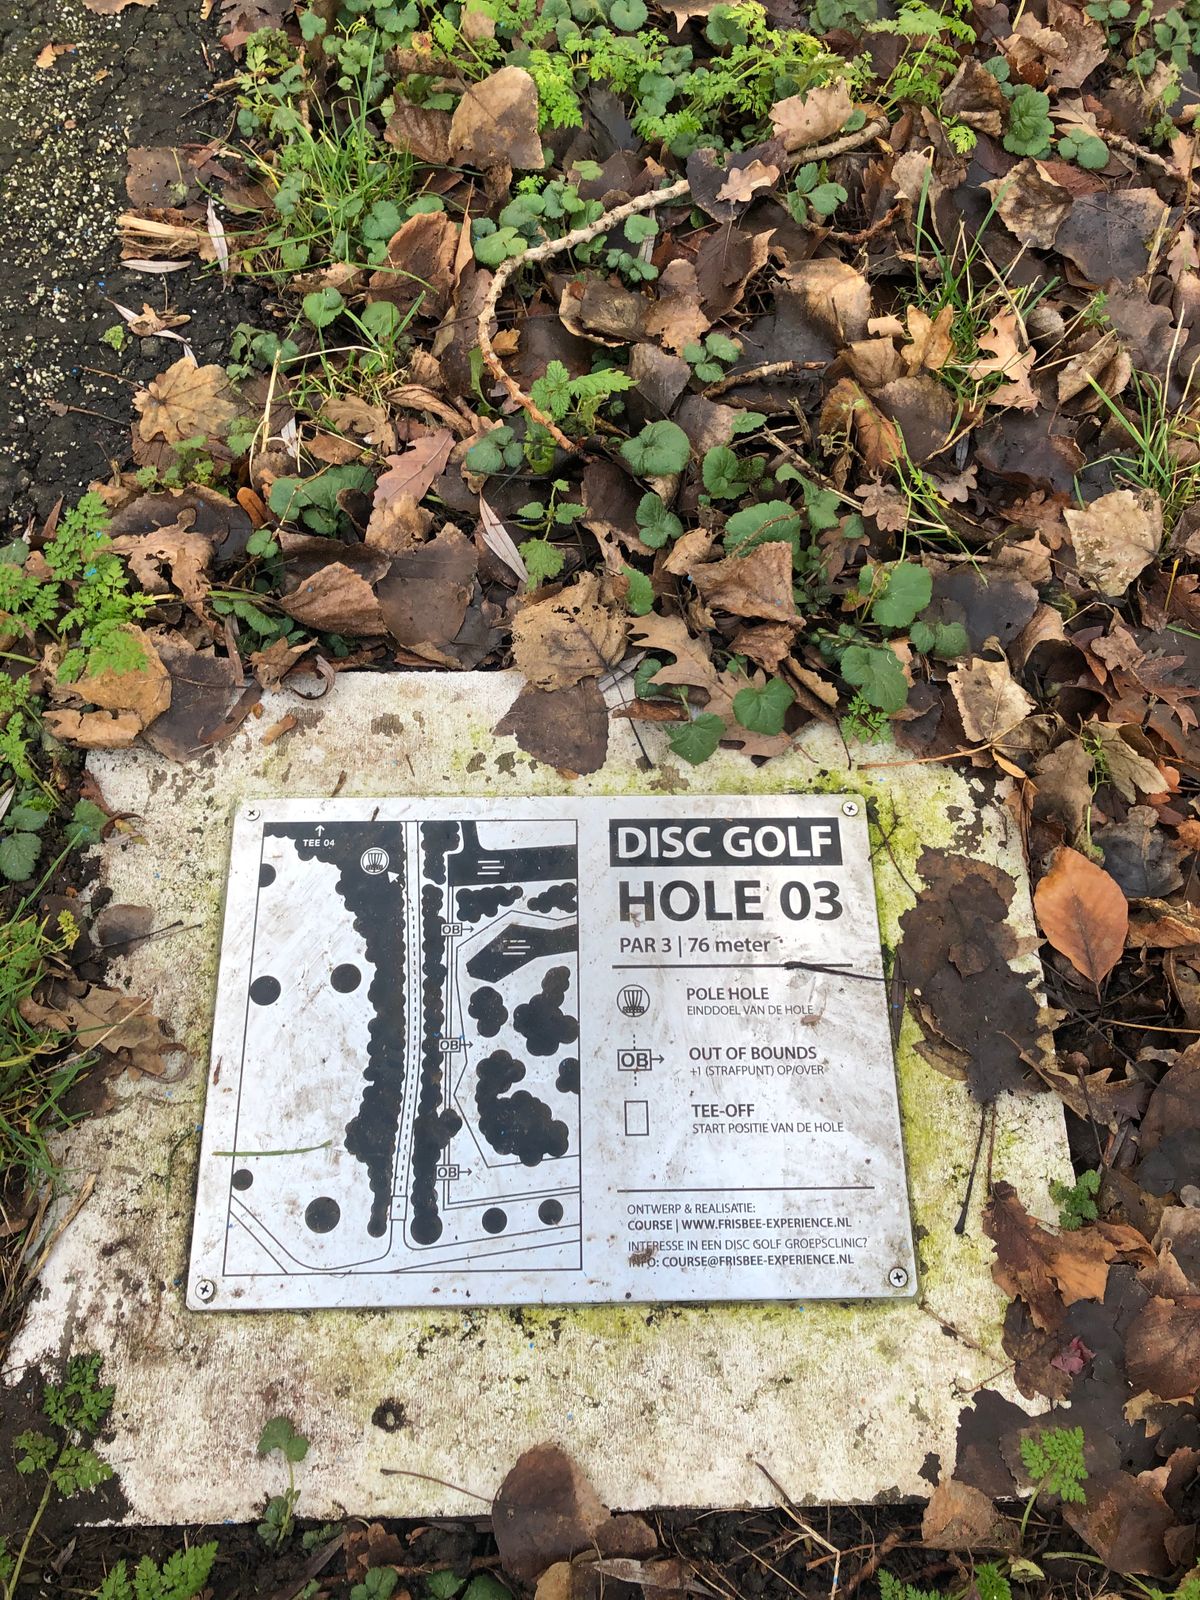 TEE 04
OB
OB
OB
DISC GOLF
HOLE 03
PAR 3 | 76 meter
POLE HOLE
EINDDOEL VAN DE HOLE
OB
OUT OF BOUNDS
+1 (STRAFPUNT) OP/OVER
TEE-OFF
START POSITIE VAN DE HOLE
ONTWERP & REALISATIE:
COURSE | WWW.FRISBEE-EXPERIENCE.NL
INTERESSE IN EEN DISC GOLF GROEPSCLINIC?
INFO: COURSE@FRISBEE-EXPERIENCE.NL